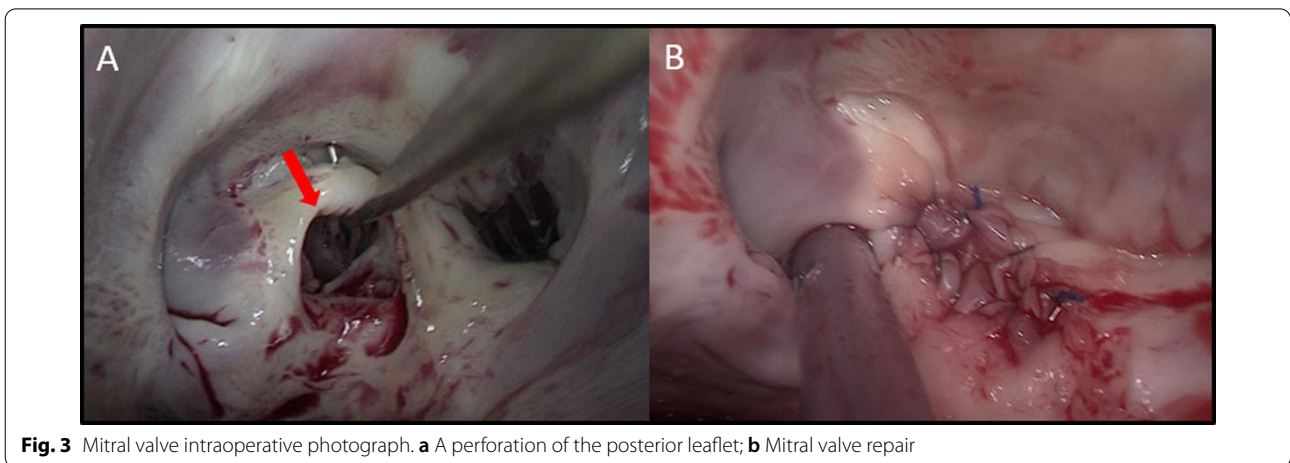 A
B
Fig. 3 Mitral valve intraoperative photograph. a A perforation of the posterior leaflet; b Mitral valve repair